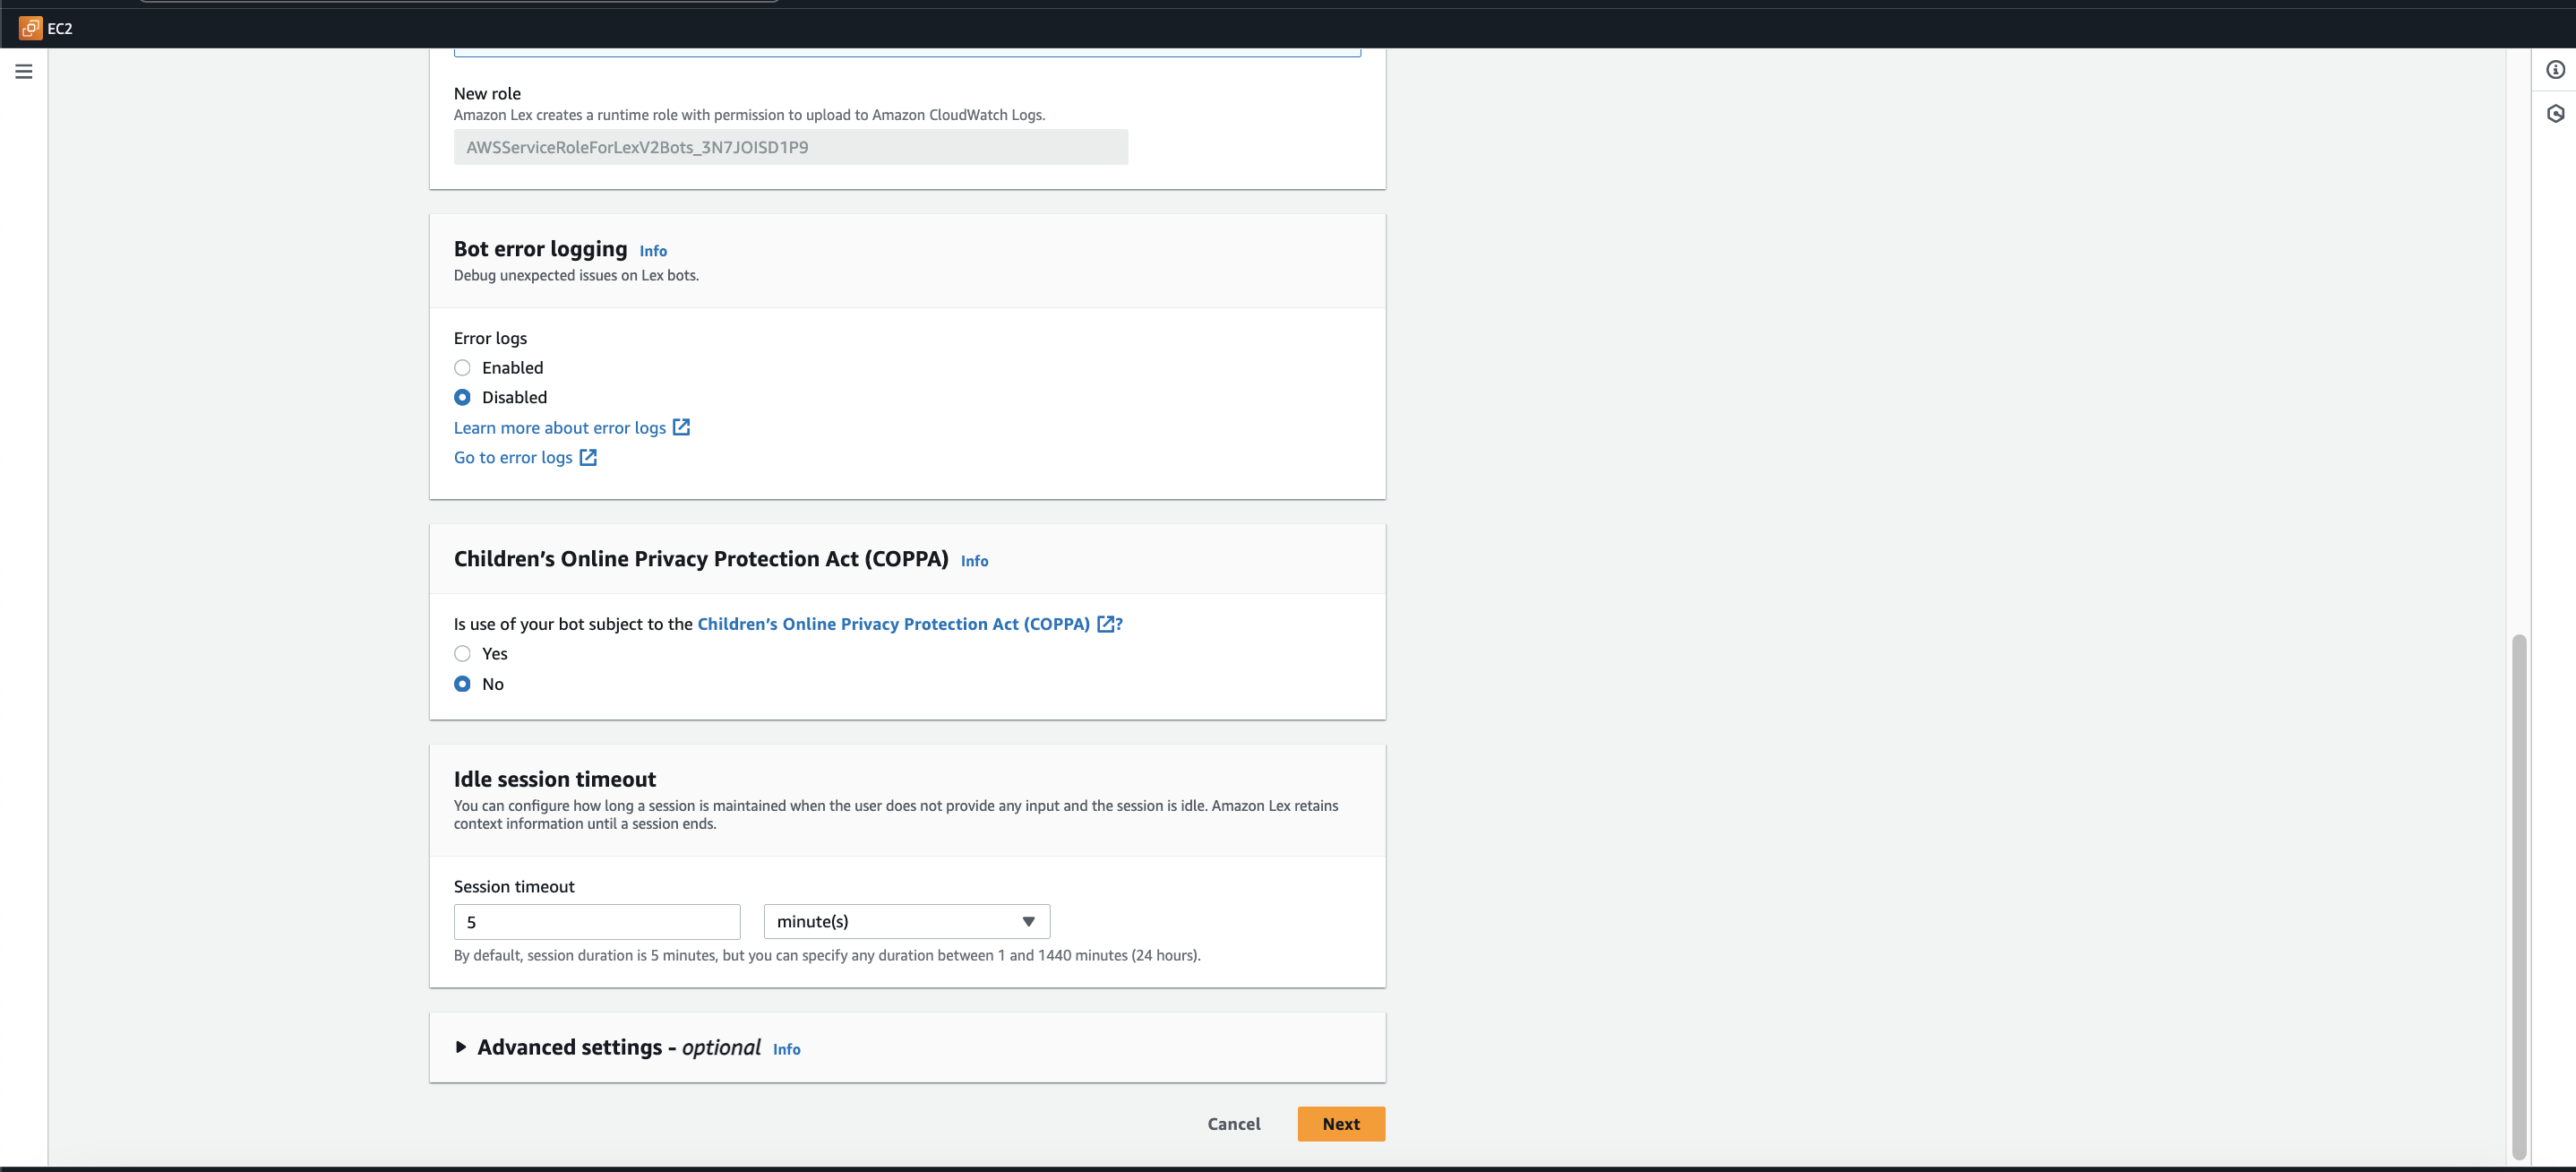 EC2
New role
Amazon Lex creates a runtime role with permission to upload to Amazon CloudWatch Logs.
AWSServiceRoleForLexV2Bots_3N7JOISD1P9
Bot error logging Info
Debug unexpected issues on Lex bots.
Error logs
Enabled
Disabled
Learn more about error logs
Go to error logs
Children’s Online Privacy Protection Act (COPPA) Info
Is use of your bot subject to the Children’s Online Privacy Protection Act (COPPA) ?
Yes
No
Idle session timeout
You can configure how long a session is maintained when the user does not provide any input and the session is idle. Amazon Lex retains
context information until a session ends.
Session timeout
5 minute(s)
By default, session duration is 5 minutes, but you can specify any duration between 1 and 1440 minutes (24 hours).
Advanced settings - optional Info
Cancel Next